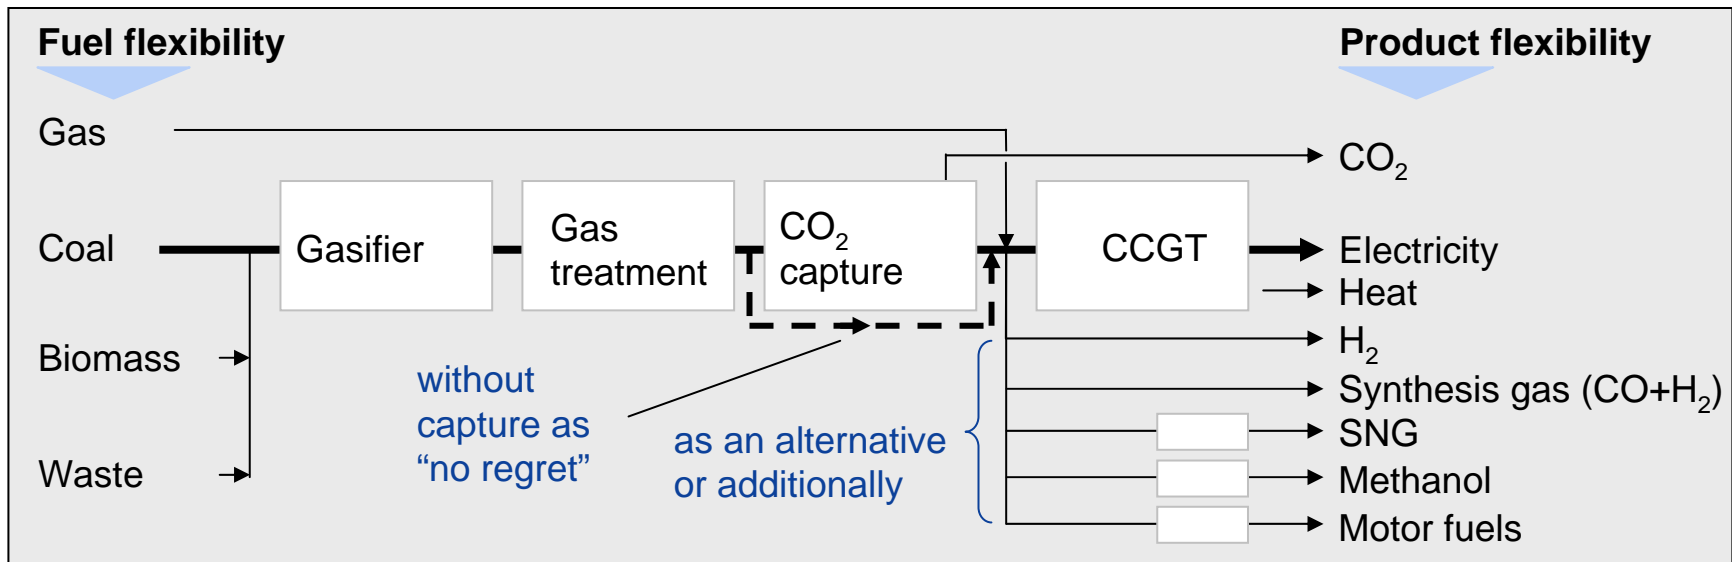 Fuel flexibility
Product flexibility
Gas
CO₂
Coal
Gasifier
Gas
treatment
CO₂
capture
CCGT
Electricity
Heat
Biomass
H₂
without
capture as
“no regret”
as an alternative
or additionally
Synthesis gas (CO+H₂)
SNG
Waste
Methanol
Motor fuels